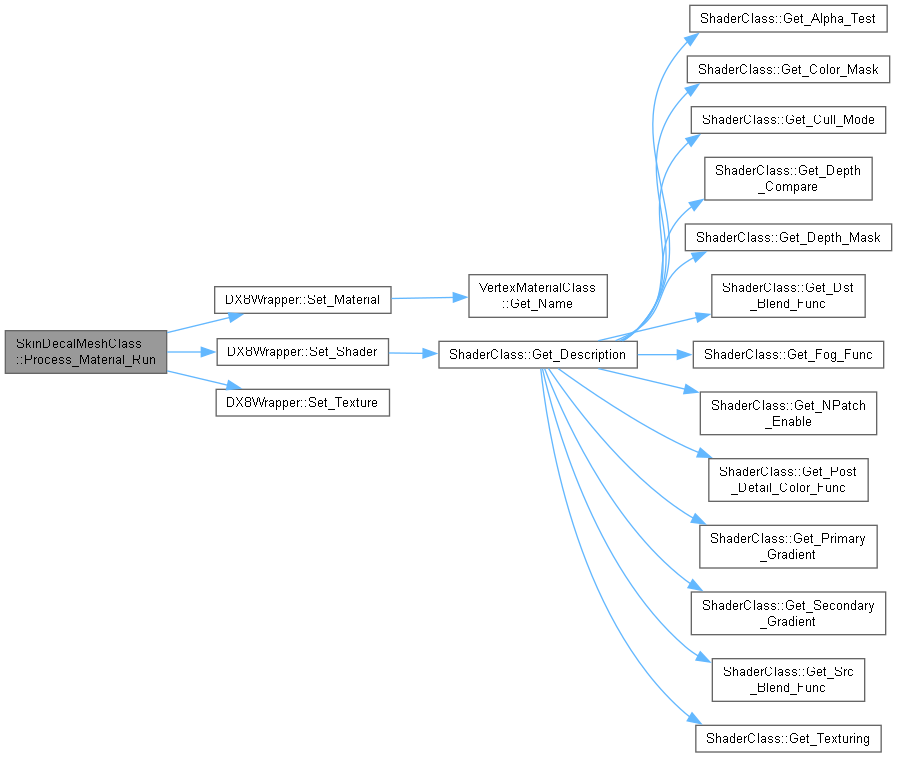 SkinDecalMeshClass
::Process_Material_Run
DX8Wrapper::Set_Material
DX8Wrapper::Set_Shader
DX8Wrapper::Set_Texture
VertexMaterialClass
::Get_Name
ShaderClass::Get_Description
ShaderClass::Get_Alpha_Test
ShaderClass::Get_Color_Mask
ShaderClass::Get_Cull_Mode
ShaderClass::Get_Depth
_Compare
ShaderClass::Get_Depth_Mask
ShaderClass::Get_Dst
_Blend_Func
ShaderClass::Get_Fog_Func
ShaderClass::Get_NPatch
_Enable
ShaderClass::Get_Post
_Detail_Color_Func
ShaderClass::Get_Primary
_Gradient
ShaderClass::Get_Secondary
_Gradient
ShaderClass::Get_Src
_Blend_Func
ShaderClass::Get_Texturing